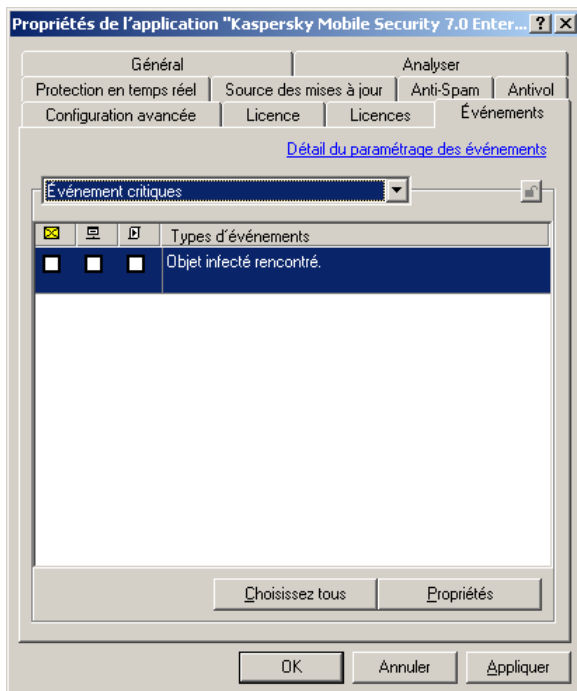 Propriétés de l'application "Kaspersky Mobile Security 7.0 Enter...
Général Analyser
Protection en temps réel Source des mises à jour Anti-Spam Antivol
Configuration avancée Licence Licences Événements
Détail du paramétrage des événements
Événement critiques
Types d'événements
Objet infecté rencontré.
Choisissez tous Propriétés
OK Annuler Appliquer